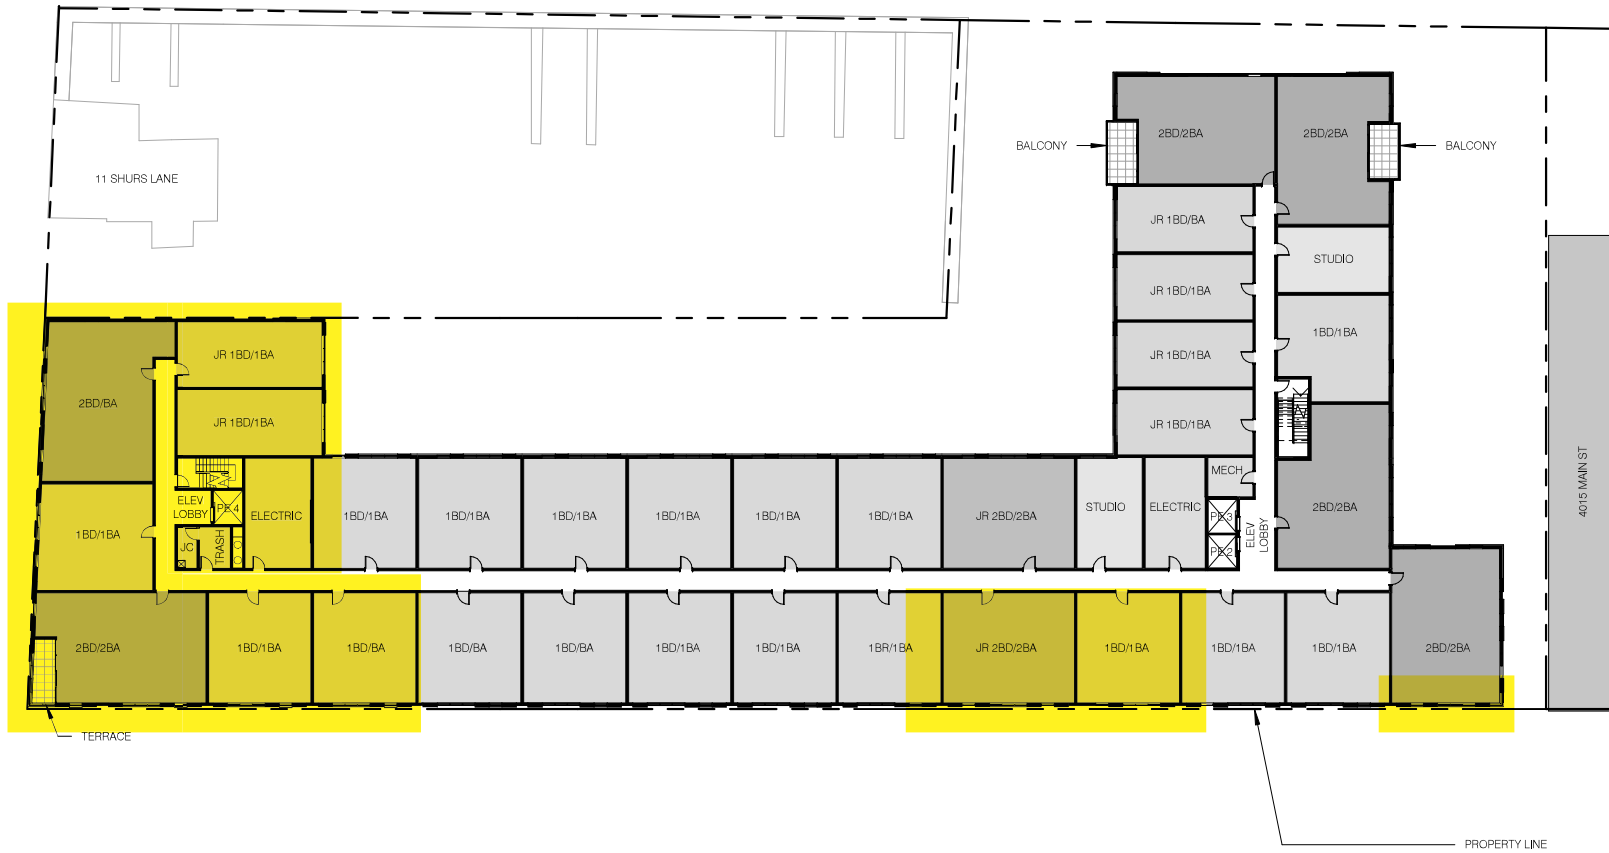 2BD/2BA
2BD/2BA
BALCONY
BALCONY
11 SHURS LANE
JR 1BD/BA
STUDIO
JR 1BD/1BA
1BD/1BA
JR 1BD/1BA
JR 1BD/1BA
2BD/BA
JR 1BD/1BA
JR 1BD/1BA
MECH
4015 MAIN ST
ELEV
LOBBY
PE 4
ELECTRIC
1BD/1BA
1BD/1BA
1BD/1BA
1BD/1BA
1BD/1BA
1BD/1BA
JR 2BD/2BA
STUDIO
ELECTRIC
PE 3
PE 2
ELEV
LOBBY
2BD/2BA
1BD/1BA
JC
TRASH
2BD/2BA
1BD/1BA
1BD/BA
1BD/BA
1BD/BA
1BD/1BA
1BD/1BA
1BR/1BA
JR 2BD/2BA
1BD/1BA
1BD/1BA
1BD/1BA
2BD/2BA
TERRACE
PROPERTY LINE